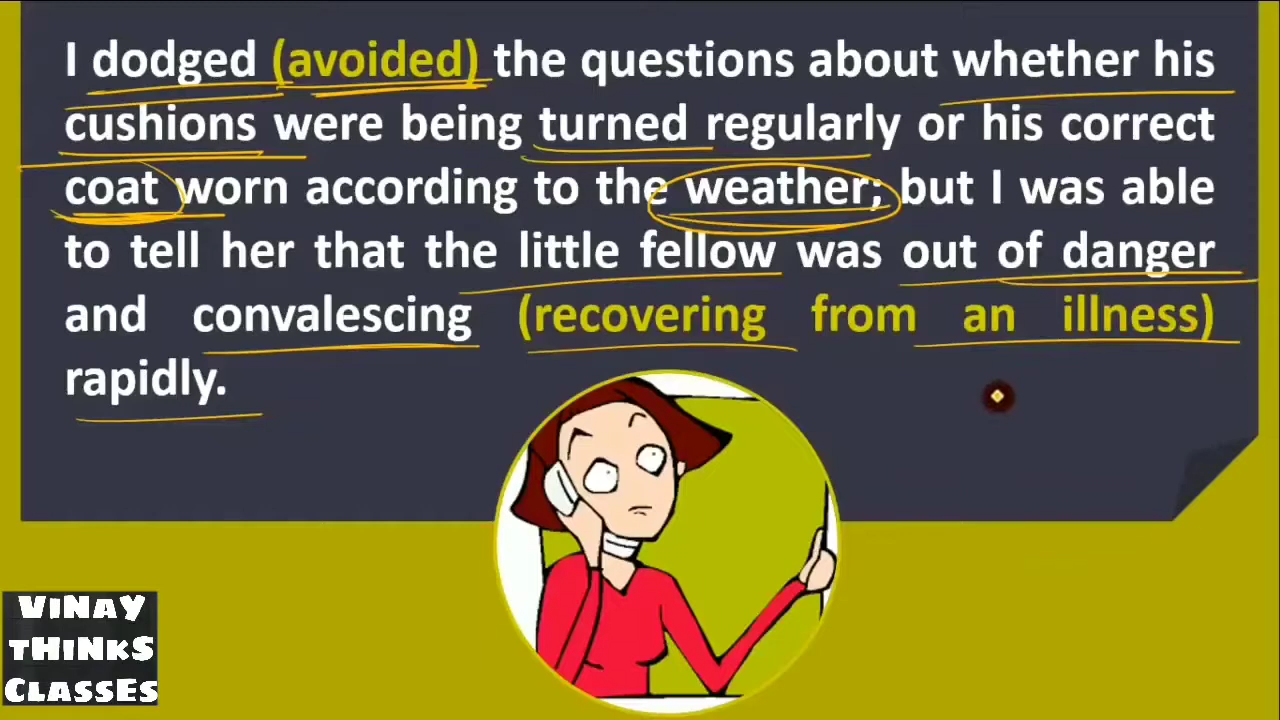 I dodged (avoided) the questions about whether his
cushions were being turned regularly or his correct
coat worn according to the weather; but I was able
to tell her that the little fellow was out of danger
and convalescing (recovering from an illness)
rapidly.
ViNAY
THiNKS
CLASSES